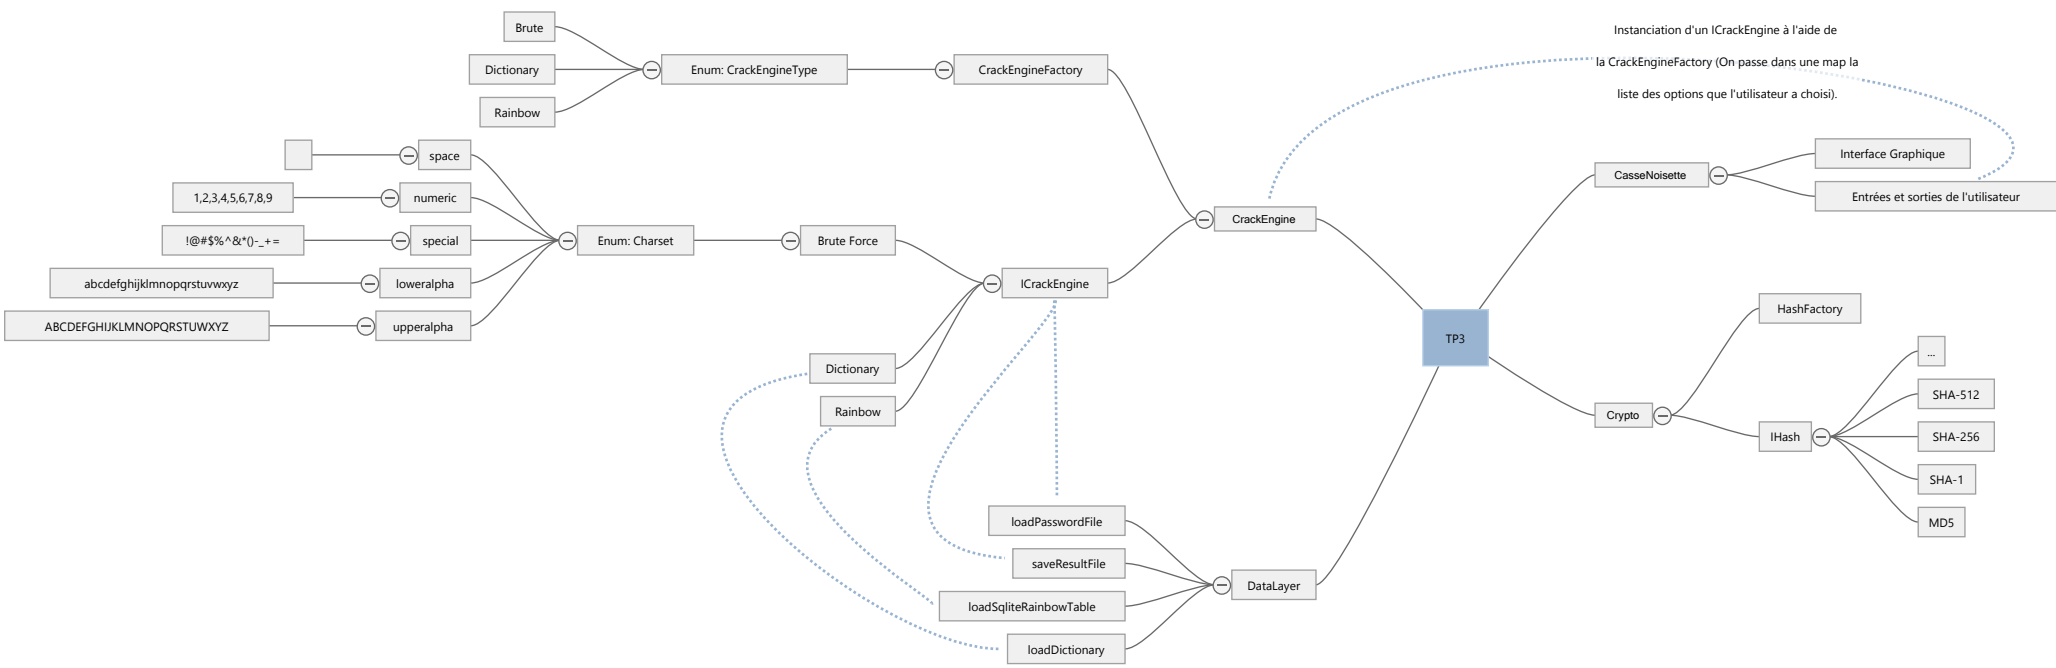 Brute
Dictionary
Rainbow
Enum: CrackEngineType
CrackEngineFactory
space
1,2,3,4,5,6,7,8,9
numeric
!@#$%^&*()-_+=
special
abcdefghijklmnopqrstuvwxyz
loweralpha
ABCDEFGHIJKLMNOPQRSTUWXYZ
upperalpha
Enum: Charset
Brute Force
ICrackEngine
Dictionary
Rainbow
CrackEngine
loadPasswordFile
saveResultFile
loadSqliteRainbowTable
loadDictionary
DataLayer
TP3
Instanciation d'un ICrackEngine à l'aide de
la CrackEngineFactory (On passe dans une map la
liste des options que l'utilisateur a choisi).
CasseNoisette
Interface Graphique
Entrées et sorties de l'utilisateur
Crypto
HashFactory
IHash
...
SHA-512
SHA-256
SHA-1
MD5